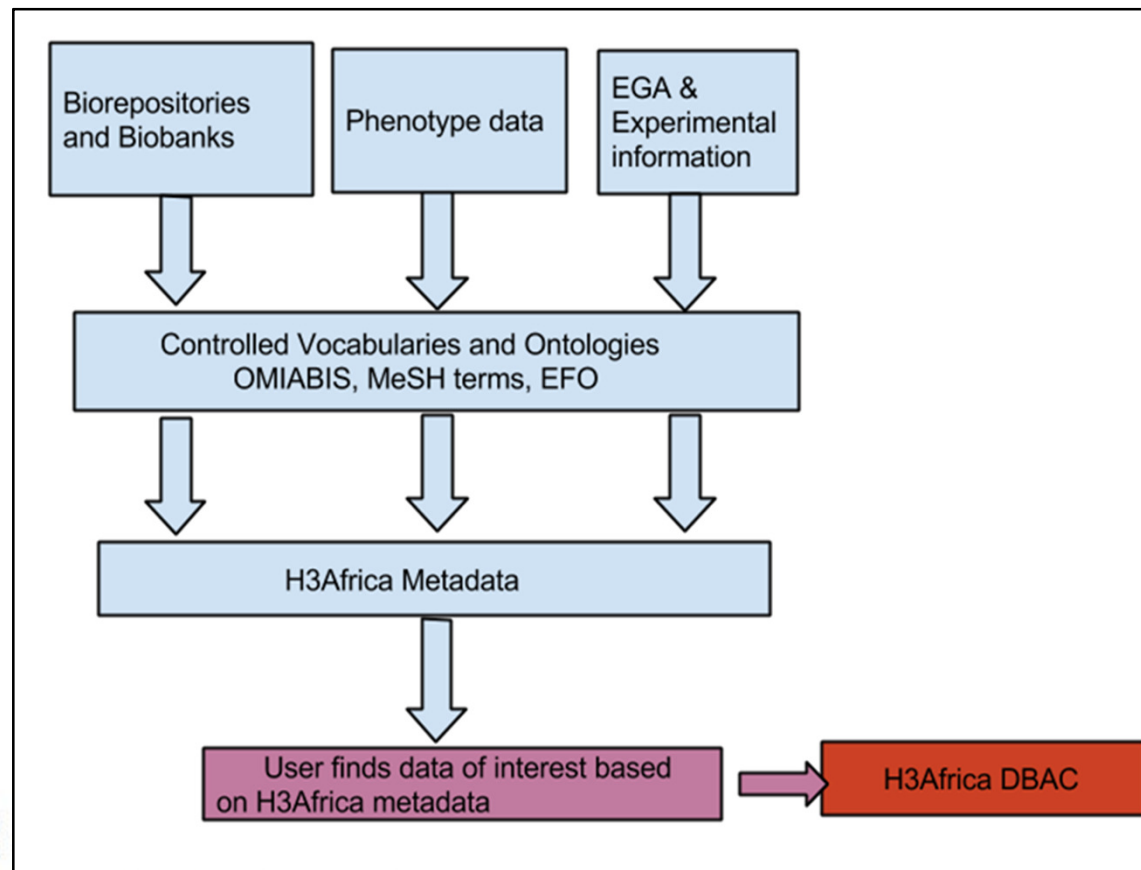 Biorepositories
and Biobanks
Phenotype data
EGA &
Experimental
information
Controlled Vocabularies and Ontologies
OMIABIS, MeSH terms, EFO
H3Africa Metadata
User finds data of interest based
on H3Africa metadata
H3Africa DBAC